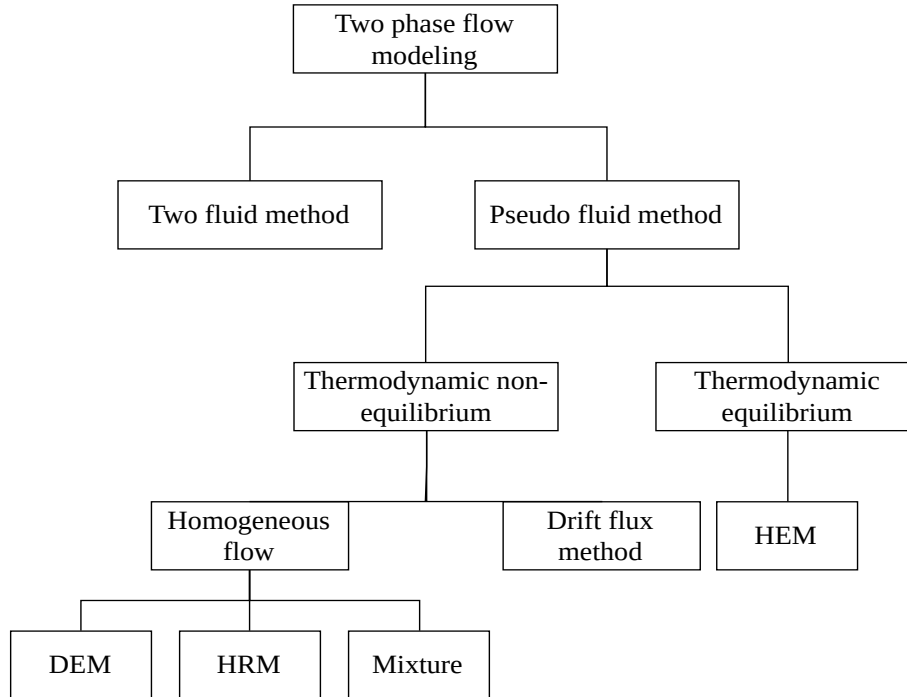 Two phase flow
modeling
Two fluid method
Pseudo fluid method
Thermodynamic non-
equilibrium
Thermodynamic
equilibrium
Homogeneous
flow
Drift flux
method
HEM
DEM
HRM
Mixture